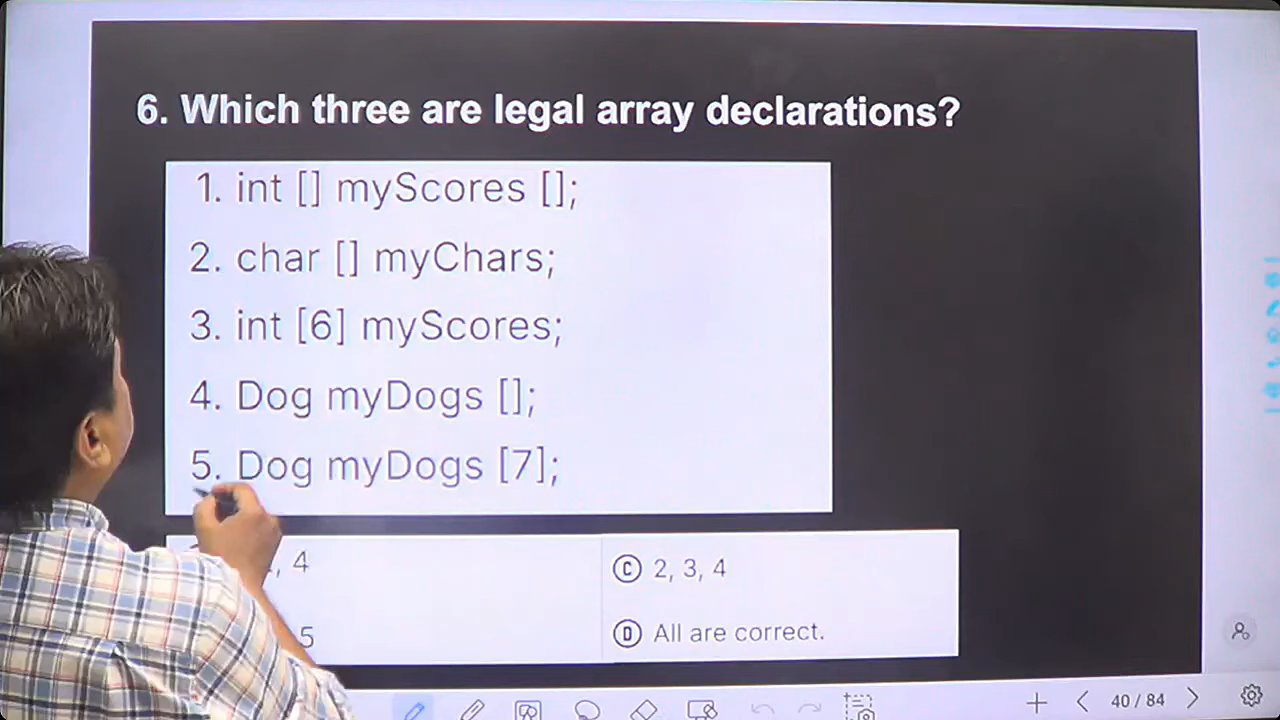 6. Which three are legal array declarations?
1. int [] myScores [];
2. char [] myChars;
3. int [6] myScores;
4. Dog myDogs [];
5. Dog myDogs [7];
, 4
5
C 2, 3, 4
D All are correct.
40 / 84